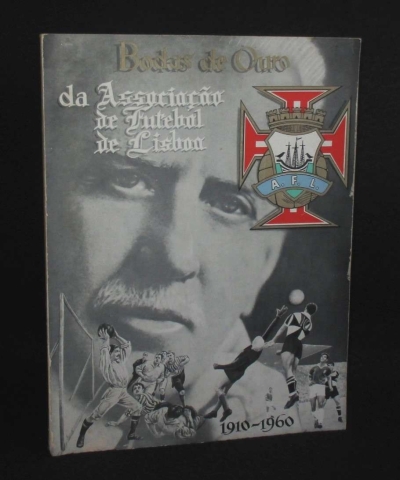 Bodas de Ouro
da Associação
de Futebol
de Lisboa
A.F.L.
1910-1960